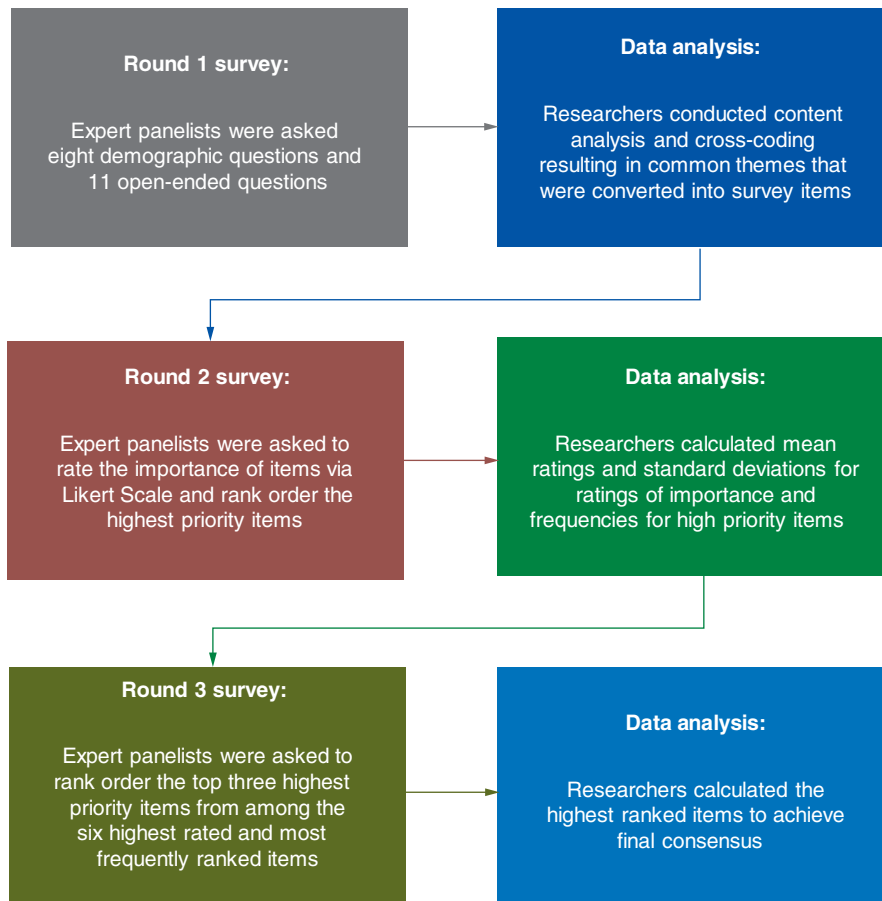 Round 1 survey:
Expert panelists were asked
eight demographic questions and
11 open-ended questions
Data analysis:
Researchers conducted content
analysis and cross-coding
resulting in common themes that
were converted into survey items
Round 2 survey:
Expert panelists were asked to
rate the importance of items via
Likert Scale and rank order the
highest priority items
Data analysis:
Researchers calculated mean
ratings and standard deviations for
ratings of importance and
frequencies for high priority items
Round 3 survey:
Expert panelists were asked to
rank order the top three highest
priority items from among the
six highest rated and most
frequently ranked items
Data analysis:
Researchers calculated the
highest ranked items to achieve
final consensus